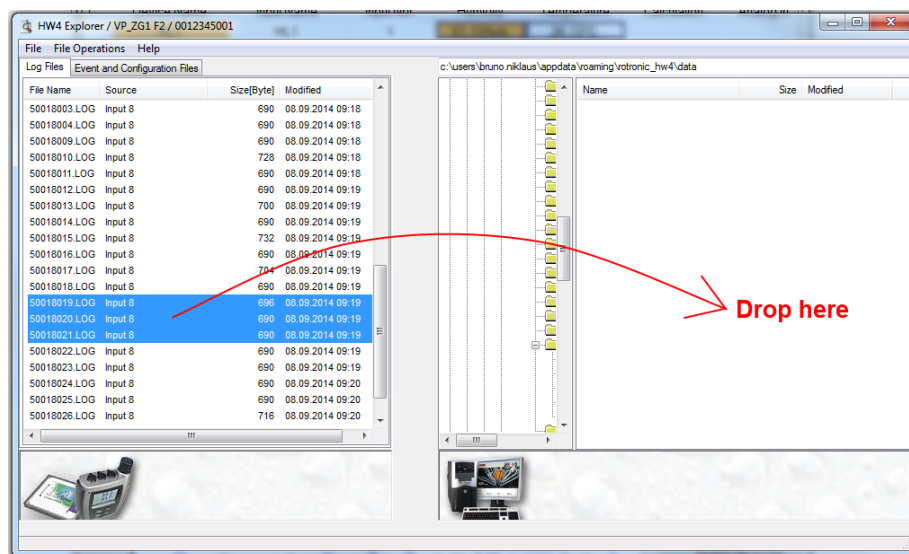 HW4 Explorer / VP_ZG1 F2 / 0012345001
File File Operations Help
Log Files Event and Configuration Files
c:\users\bruno.niklaus\appdata\roaming\rotronic_hw4\data
File Name Source Size[Byte] Modified
Name Size Modified
50018003.LOG Input 8 690 08.09.2014 09:18
50018004.LOG Input 8 690 08.09.2014 09:18
50018009.LOG Input 8 690 08.09.2014 09:18
50018010.LOG Input 8 728 08.09.2014 09:18
50018011.LOG Input 8 690 08.09.2014 09:18
50018012.LOG Input 8 690 08.09.2014 09:19
50018013.LOG Input 8 700 08.09.2014 09:19
50018014.LOG Input 8 690 08.09.2014 09:19
50018015.LOG Input 8 732 08.09.2014 09:19
50018016.LOG Input 8 690 08.09.2014 09:19
50018017.LOG Input 8 704 08.09.2014 09:19
50018018.LOG Input 8 690 08.09.2014 09:19
50018019.LOG Input 8 696 08.09.2014 09:19
50018020.LOG Input 8 690 08.09.2014 09:19
50018021.LOG Input 8 690 08.09.2014 09:19
50018022.LOG Input 8 690 08.09.2014 09:19
50018023.LOG Input 8 690 08.09.2014 09:19
50018024.LOG Input 8 690 08.09.2014 09:20
50018025.LOG Input 8 690 08.09.2014 09:20
50018026.LOG Input 8 716 08.09.2014 09:20
Drop here